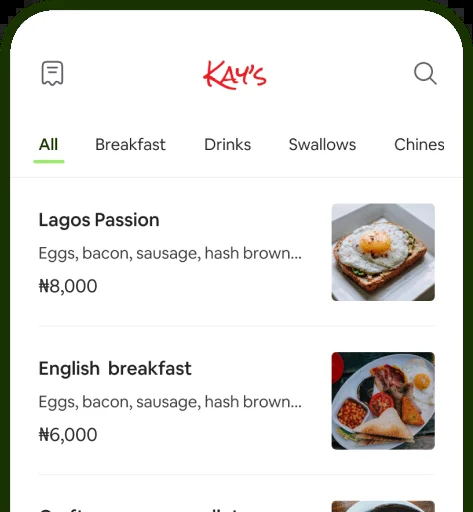 Kay's
All Breakfast Drinks Swallows Chines
Lagos Passion
Eggs, bacon, sausage, hash brown...
₦8,000
English breakfast
Eggs, bacon, sausage, hash brown...
₦6,000